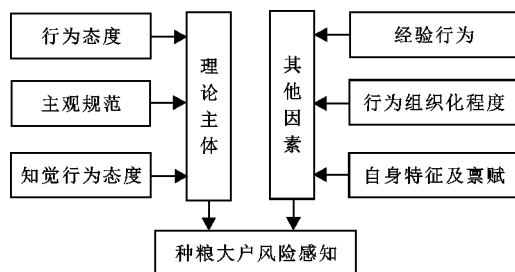 行为态度
主观规范
知觉行为态度
理论主体
其他因素
经验行为
行为组织化程度
自身特征及禀赋
种粮大户风险感知